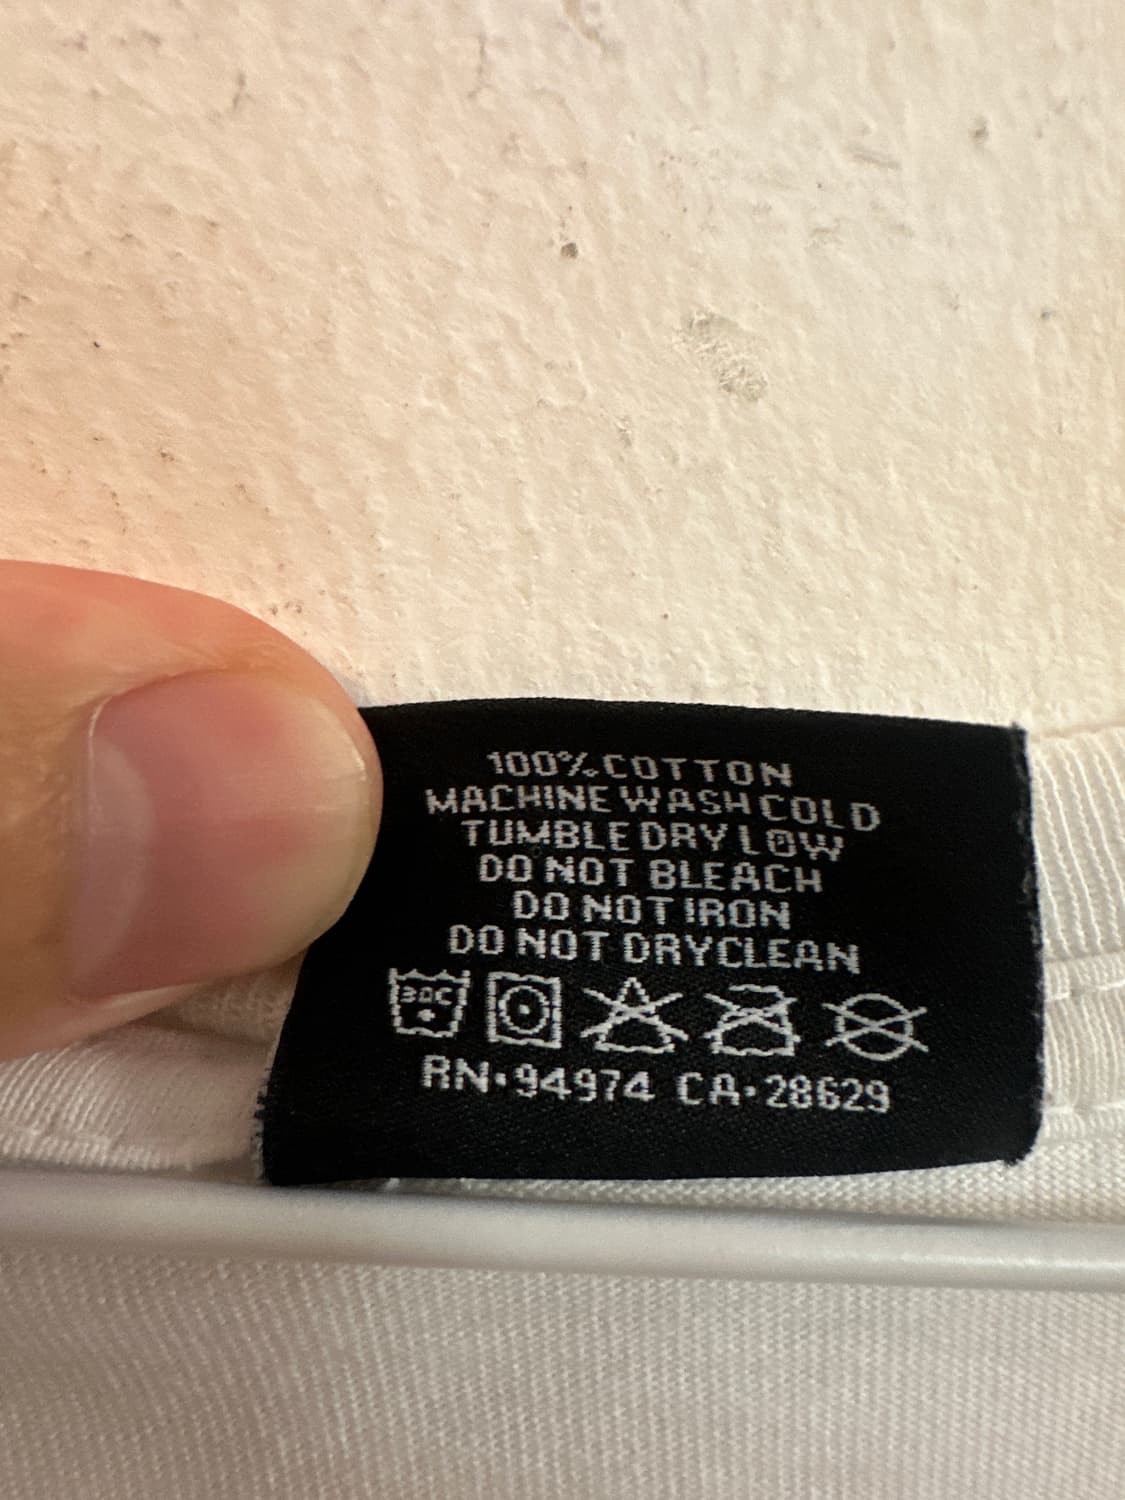 100% COTTON
MACHINE WASH COLD
TUMBLE DRY LOW
DO NOT BLEACH
DO NOT IRON
DO NOT DRYCLEAN
30C
RN•94974 CA•28629